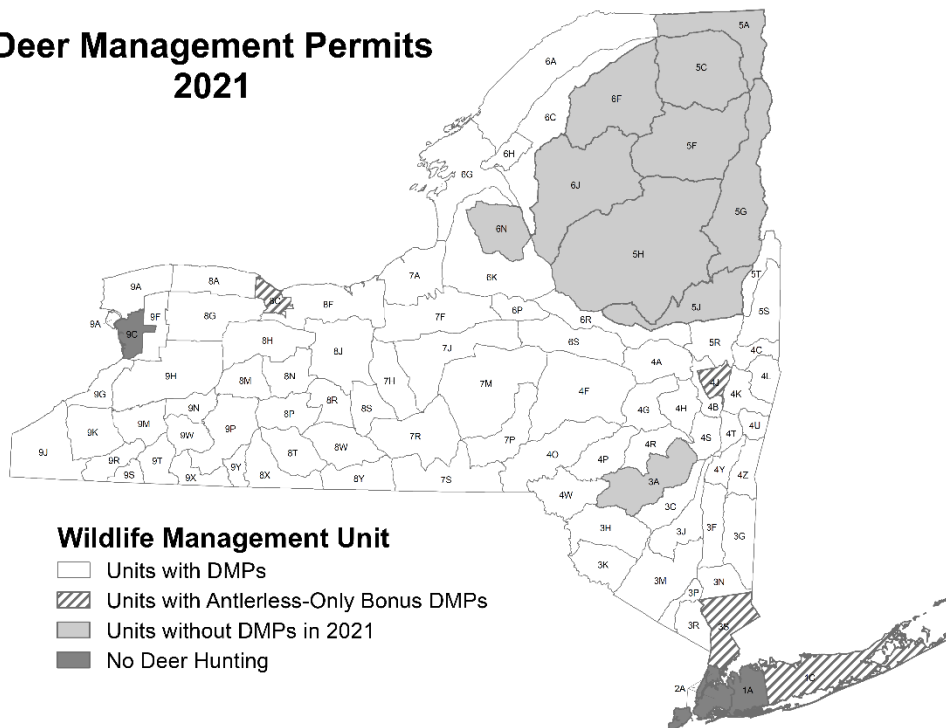 Deer Management Permits
2021
5A
6A
5C
6F
6C
5F
6H
6G
6J
5G
6N
5H
5T
7A
6K
9A
8A
8C
8F
5J
5S
9A
9F
8G
7F
6P
6R
9C
8H
8J
7J
6S
5R
4C
4A
9H
8M
8N
7H
7M
4F
4J
4K
4L
9G
8R
8S
4G
4H
4B
9N
8P
9K
9M
9W
9P
7R
7P
4R
4S
4T
4U
9J
9R
9T
8T
8W
4O
4P
4Y
9S
9X
9Y
8X
8Y
7S
3A
4Z
4W
3C
3H
3J
3F
3G
Wildlife Management Unit
Units with DMPs
Units with Antlerless-Only Bonus DMPs
Units without DMPs in 2021
No Deer Hunting
3K
3M
3N
3P
3R
3S
2A
1A
1C